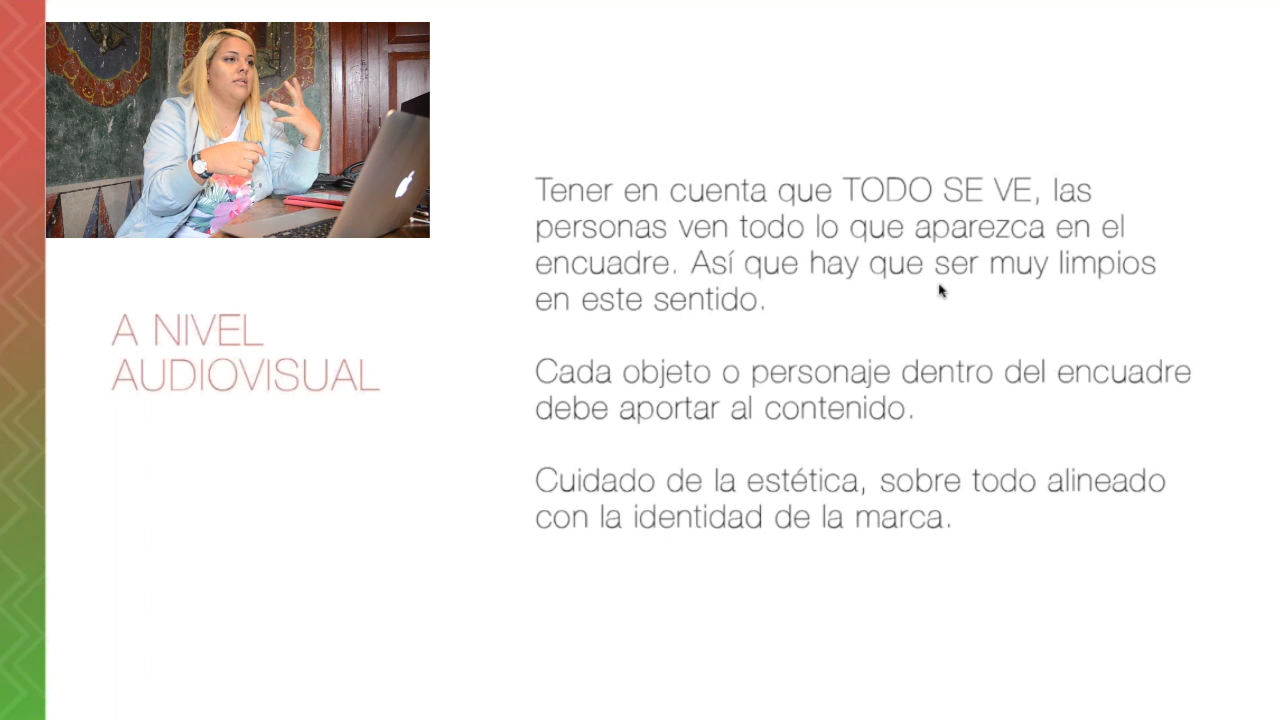 A NIVEL
AUDIOVISUAL
Tener en cuenta que TODO SE VE, las
personas ven todo lo que aparezca en el
encuadre. Así que hay que ser muy limpios
en este sentido.
Cada objeto o personaje dentro del encuadre
debe aportar al contenido.
Cuidado de la estética, sobre todo alineado
con la identidad de la marca.